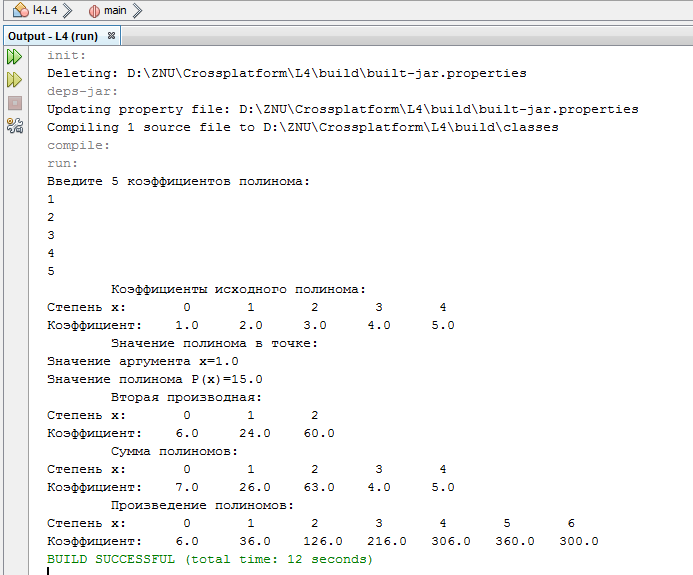 l4.L4 main
Output - L4 (run)
init:
Deleting: D:\ZNU\Crossplatform\L4\build\built-jar.properties
deps-jar:
Updating property file: D:\ZNU\Crossplatform\L4\build\built-jar.properties
Compiling 1 source file to D:\ZNU\Crossplatform\L4\build\classes
compile:
run:
Введите 5 коэффициентов полинома:
1
2
3
4
5
Коэффициенты исходного полинома:
Степень x: 0 1 2 3 4
Коэффициент: 1.0 2.0 3.0 4.0 5.0
Значение полинома в точке:
Значение аргумента x=1.0
Значение полинома P(x)=15.0
Вторая производная:
Степень x: 0 1 2
Коэффициент: 6.0 24.0 60.0
Сумма полиномов:
Степень x: 0 1 2 3 4
Коэффициент: 7.0 26.0 63.0 4.0 5.0
Произведение полиномов:
Степень x: 0 1 2 3 4 5 6
Коэффициент: 6.0 36.0 126.0 216.0 306.0 360.0 300.0
BUILD SUCCESSFUL (total time: 12 seconds)